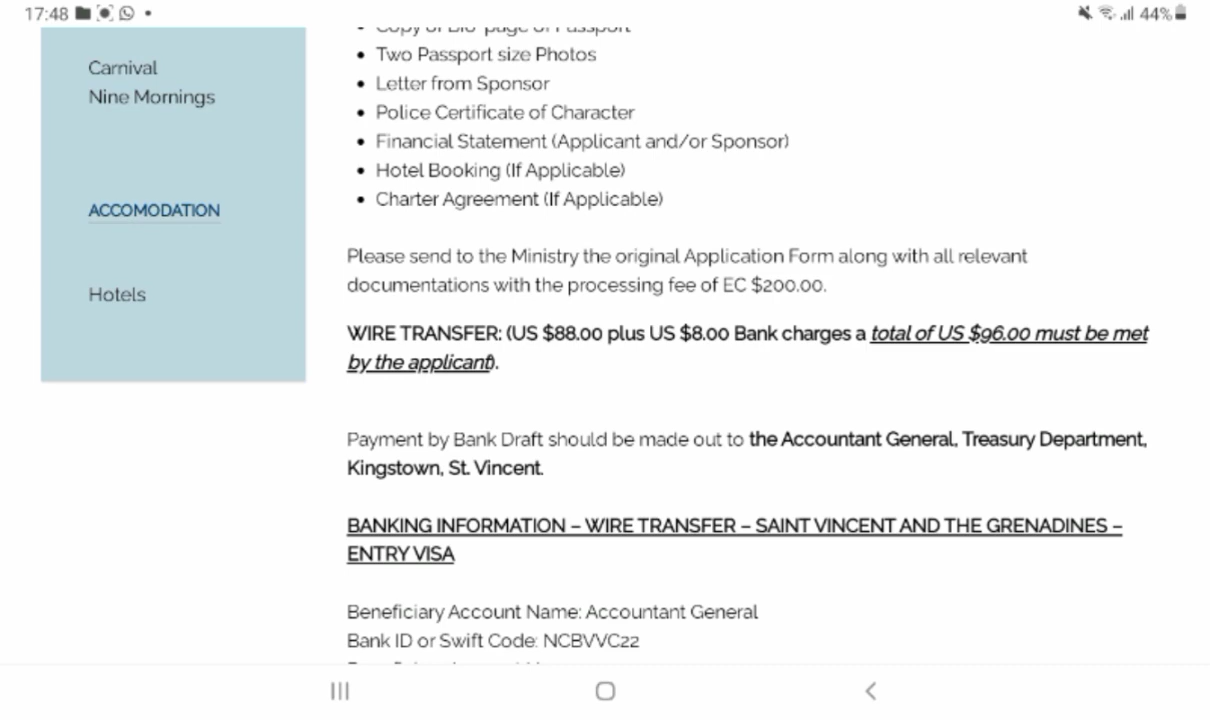 17:48
44%
Carnival
Nine Mornings
ACCOMODATION
Hotels
• Copy of Bio-page of Passport
• Two Passport size Photos
• Letter from Sponsor
• Police Certificate of Character
• Financial Statement (Applicant and/or Sponsor)
• Hotel Booking (If Applicable)
• Charter Agreement (If Applicable)
Please send to the Ministry the original Application Form along with all relevant
documentations with the processing fee of EC $200.00.
WIRE TRANSFER: (US $88.00 plus US $8.00 Bank charges a total of US $96.00 must be met
by the applicant).
Payment by Bank Draft should be made out to the Accountant General, Treasury Department,
Kingstown, St. Vincent.
BANKING INFORMATION – WIRE TRANSFER – SAINT VINCENT AND THE GRENADINES –
ENTRY VISA
Beneficiary Account Name: Accountant General
Bank ID or Swift Code: NCBVVC22